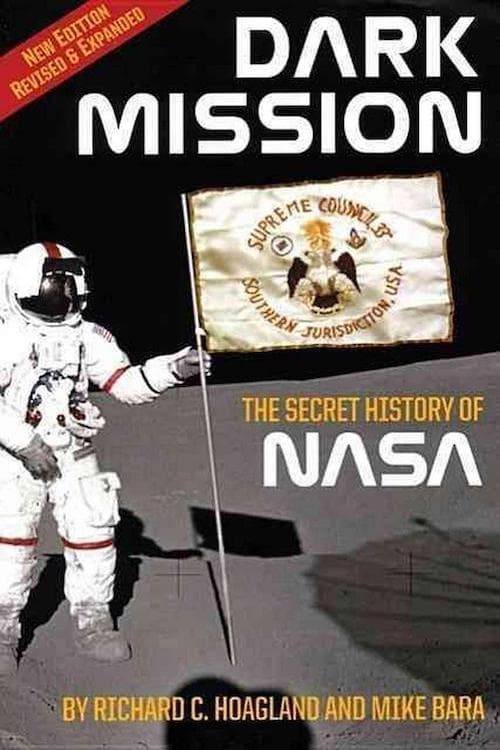 New Edition
Revised & Expanded
DARK
MISSION
SUPREME COUNCIL 33°
SOUTHERN JURISDICTION, USA
THE SECRET HISTORY OF
NASA
BY RICHARD C. HOAGLAND AND MIKE BARA